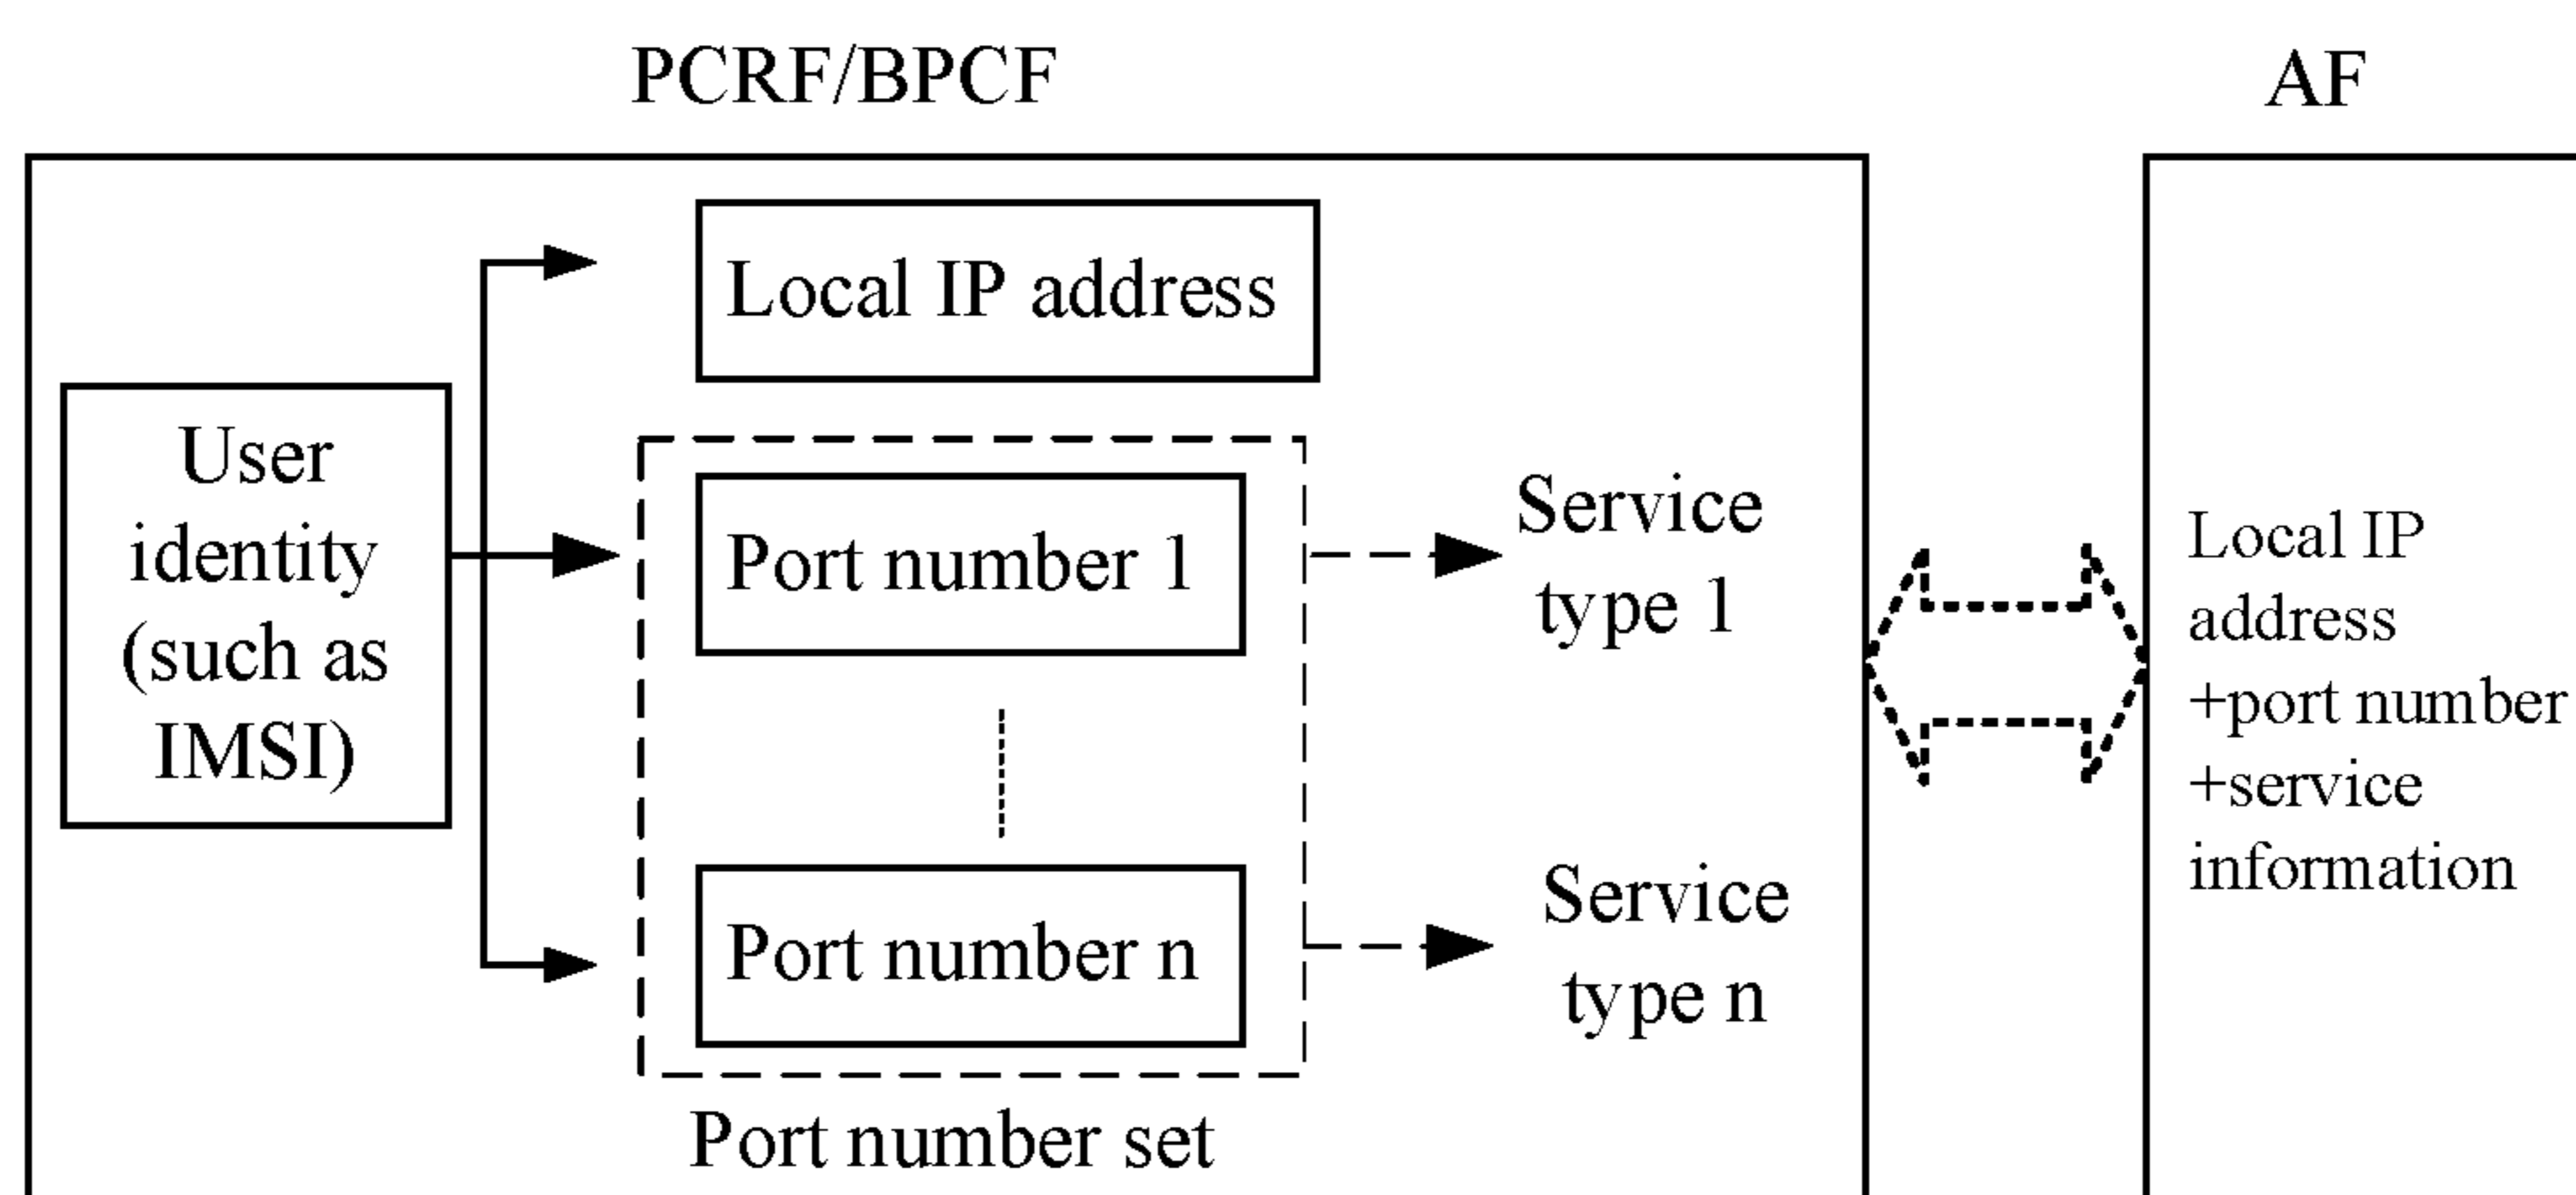 PCRF/BPCF
AF
Local IP address
User
identity
(such as
IMSI)
Port number 1
Service
type 1
Port number n
Service
type n
Port number set
Local IP
address
+port number
+service
information